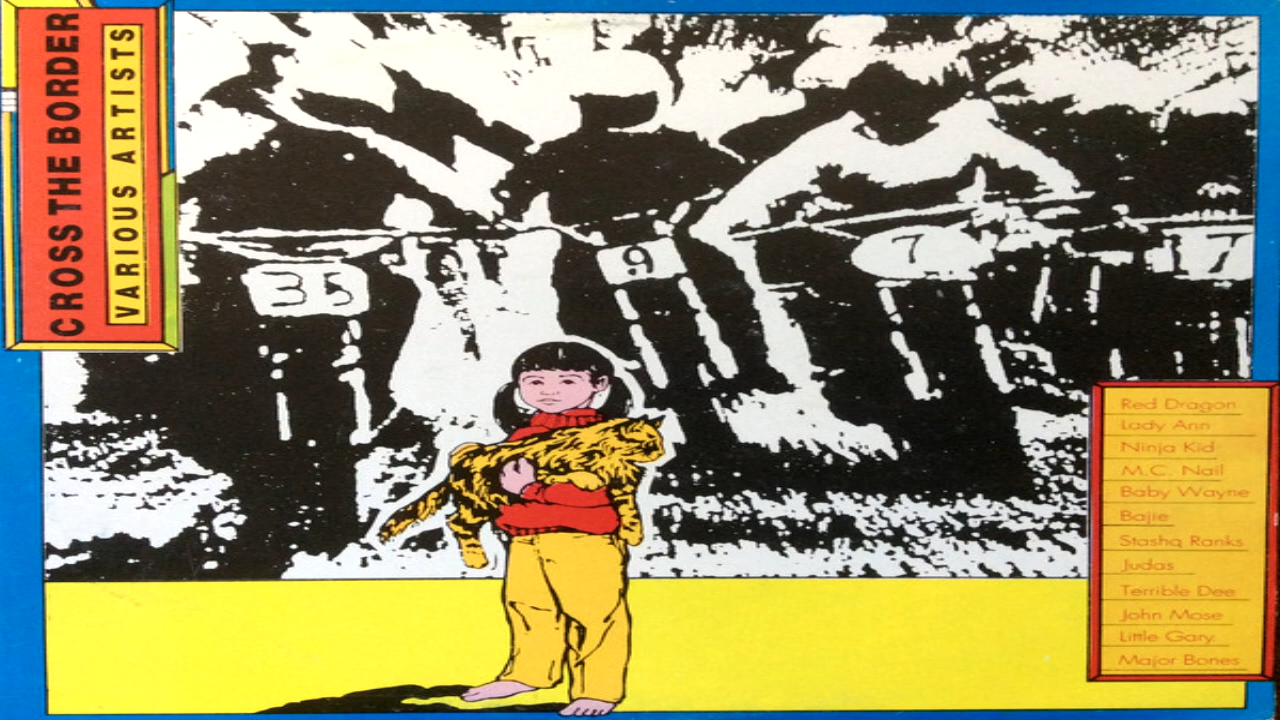 CROSS THE BORDER
VARIOUS ARTISTS
35
9
7
17
Red Dragon
Lady Ann
Ninja Kid
M.C. Nail
Baby Wayne
Bajie
Stasha Ranks
Judas
Terrible Dee
John Mose
Little Gary
Major Bones